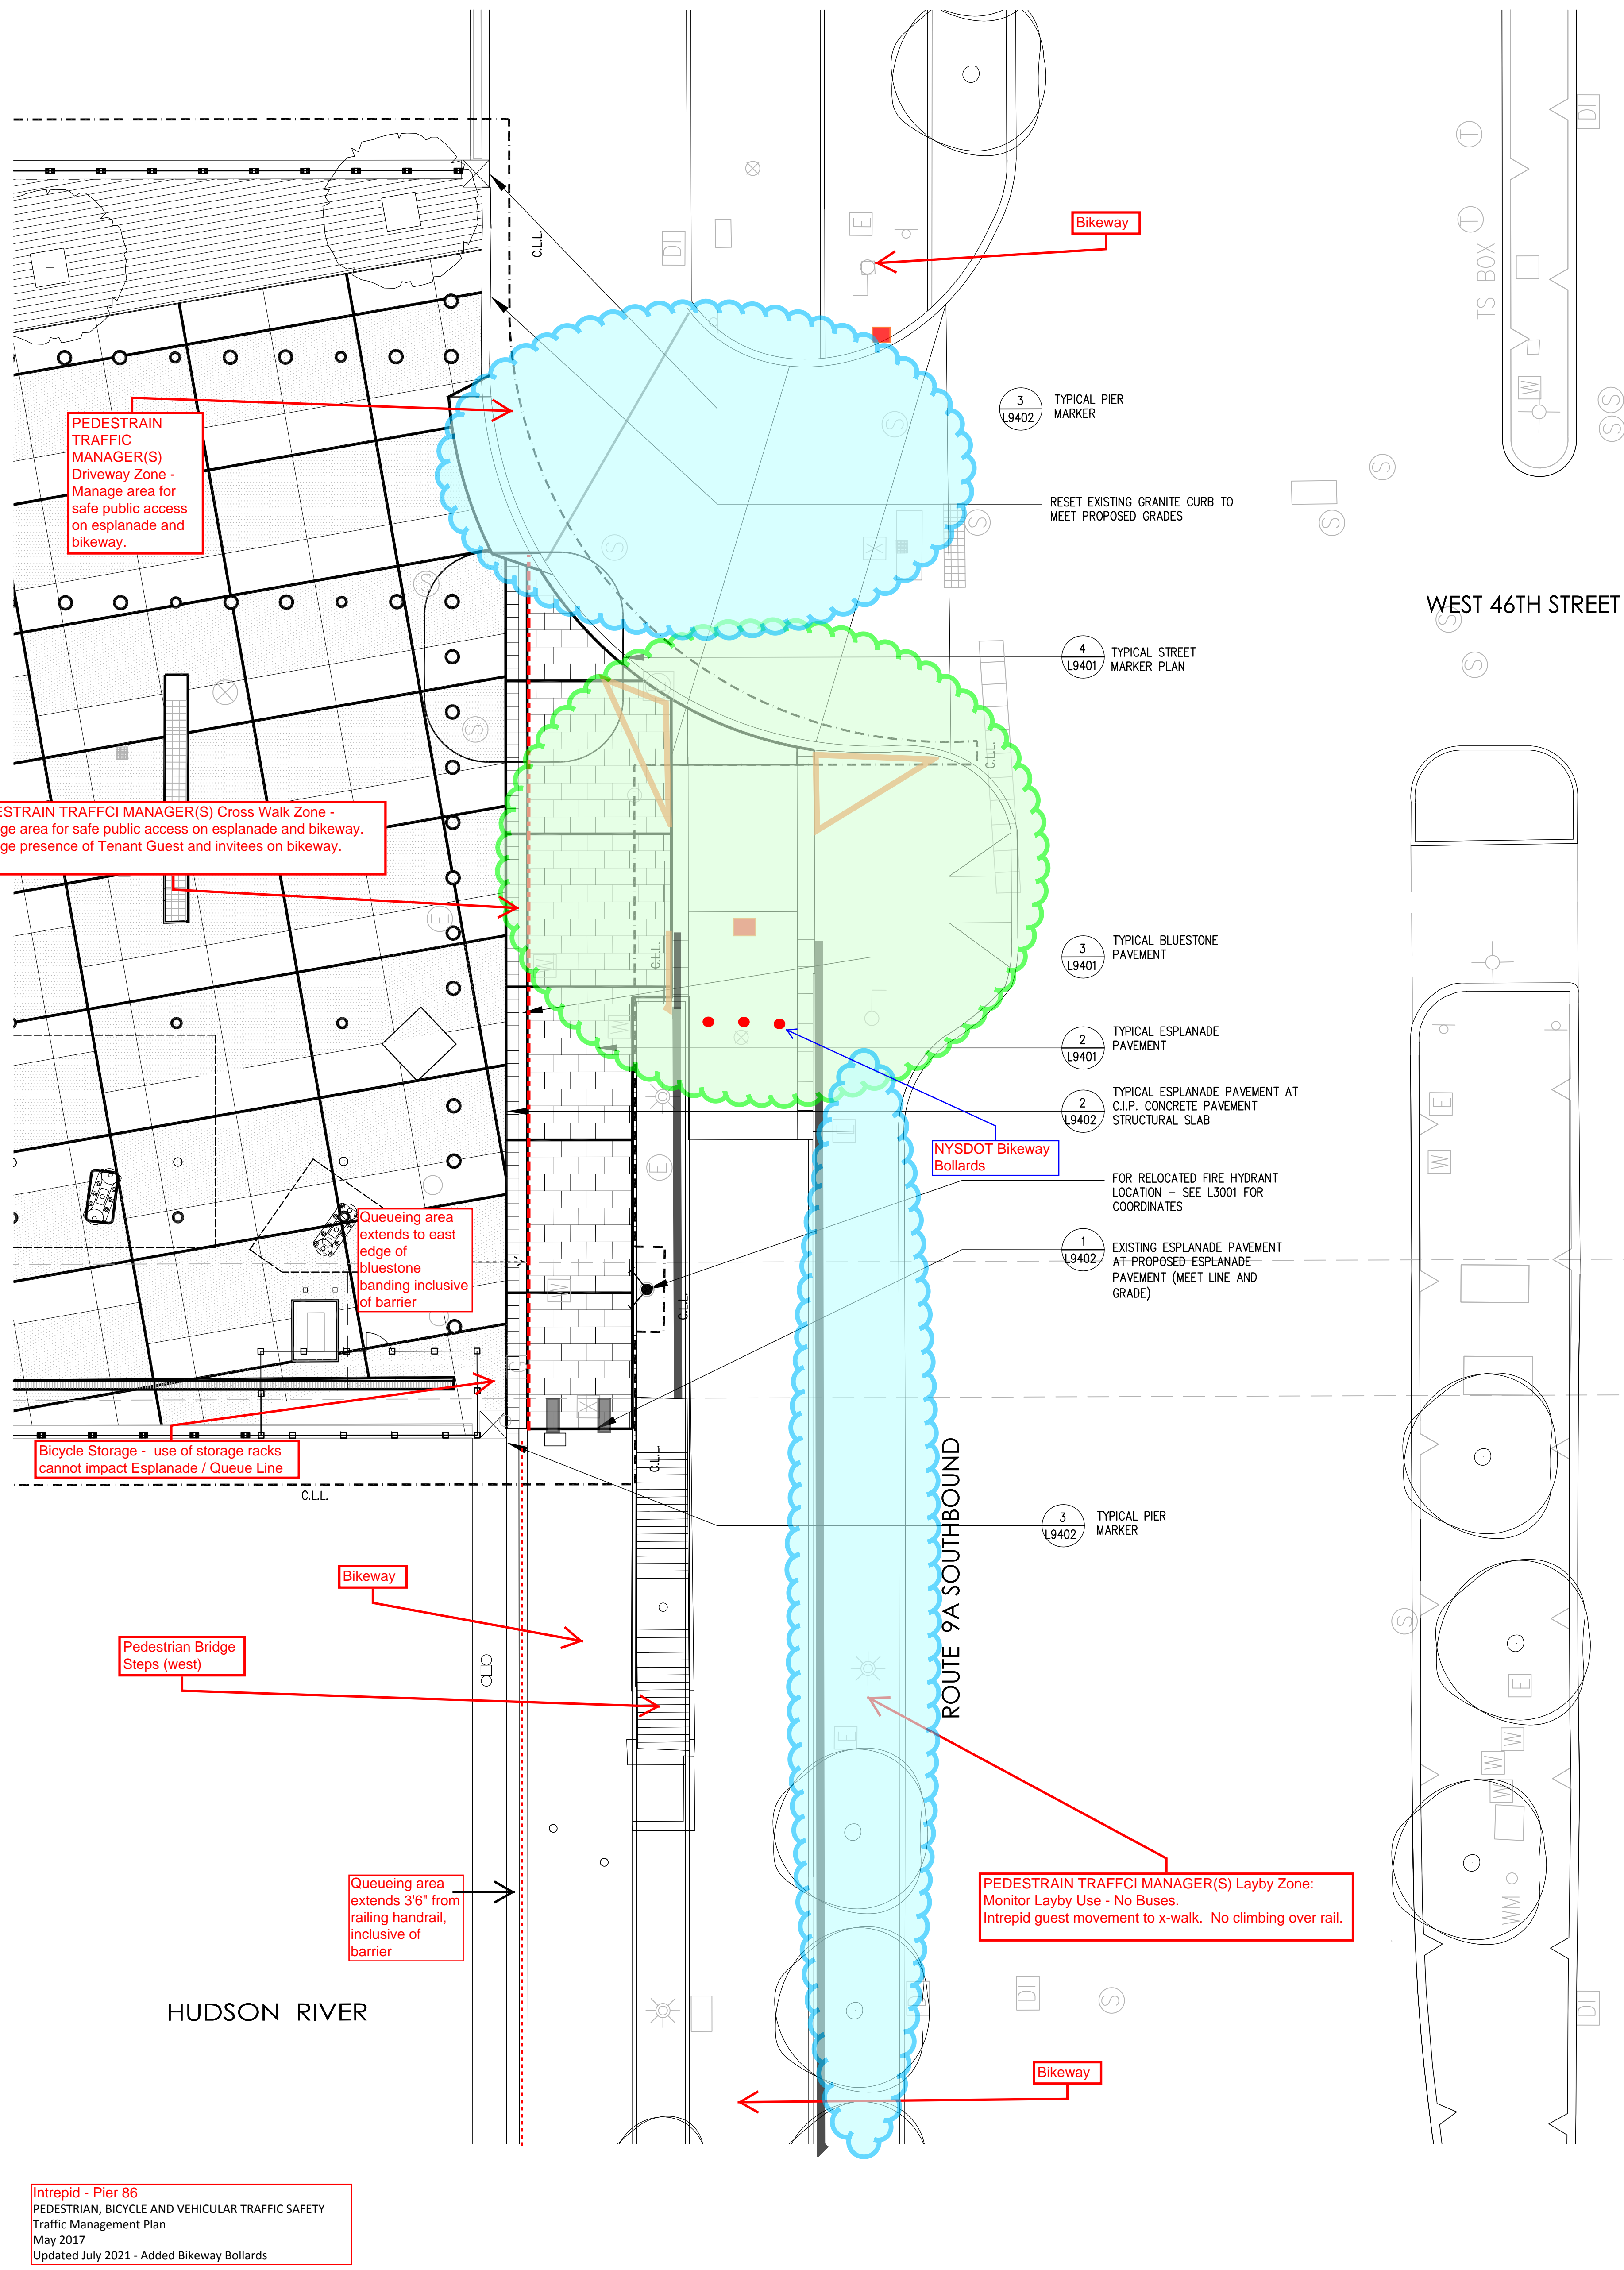 C.L.L.
DI
DI
E
T
T
TS BOX
Bikeway
PEDESTRAIN
TRAFFIC
MANAGER(S)
Driveway Zone -
Manage area for
safe public access
on esplanade and
bikeway.
3
L9402
TYPICAL PIER
MARKER
W
S
S
S
S
S
RESET EXISTING GRANITE CURB TO
MEET PROPOSED GRADES
S
S
X
S
WEST 46TH STREET
S
4
L9401
TYPICAL STREET
MARKER PLAN
S
S
C.L.L.
ESTRAIN TRAFFCI MANAGER(S) Cross Walk Zone -
ge area for safe public access on esplanade and bikeway.
ge presence of Tenant Guest and invitees on bikeway.
E
3
L9401
TYPICAL BLUESTONE
PAVEMENT
C.L.L.
W
W
2
L9401
TYPICAL ESPLANADE
PAVEMENT
2
L9402
TYPICAL ESPLANADE PAVEMENT AT
C.I.P. CONCRETE PAVEMENT
STRUCTURAL SLAB
E
E
W
NYSDOT Bikeway
Bollards
E
FOR RELOCATED FIRE HYDRANT
LOCATION – SEE L3001 FOR
COORDINATES
Queueing area
extends to east
edge of
bluestone
banding inclusive
of barrier
W
C.L.L.
1
L9402
EXISTING ESPLANADE PAVEMENT
AT PROPOSED ESPLANADE
PAVEMENT (MEET LINE AND
GRADE)
Bicycle Storage - use of storage racks
cannot impact Esplanade / Queue Line
C.L.L.
C.L.L.
3
L9402
TYPICAL PIER
MARKER
ROUTE 9A SOUTHBOUND
Bikeway
Pedestrian Bridge
Steps (west)
S
E
E
W
W
W
WM
Queueing area
extends 3'6" from
railing handrail,
inclusive of
barrier
PEDESTRAIN TRAFFCI MANAGER(S) Layby Zone:
Monitor Layby Use - No Buses.
Intrepid guest movement to x-walk. No climbing over rail.
HUDSON RIVER
DI
S
DI
Bikeway
Intrepid - Pier 86
PEDESTRIAN, BICYCLE AND VEHICULAR TRAFFIC SAFETY
Traffic Management Plan
May 2017
Updated July 2021 - Added Bikeway Bollards